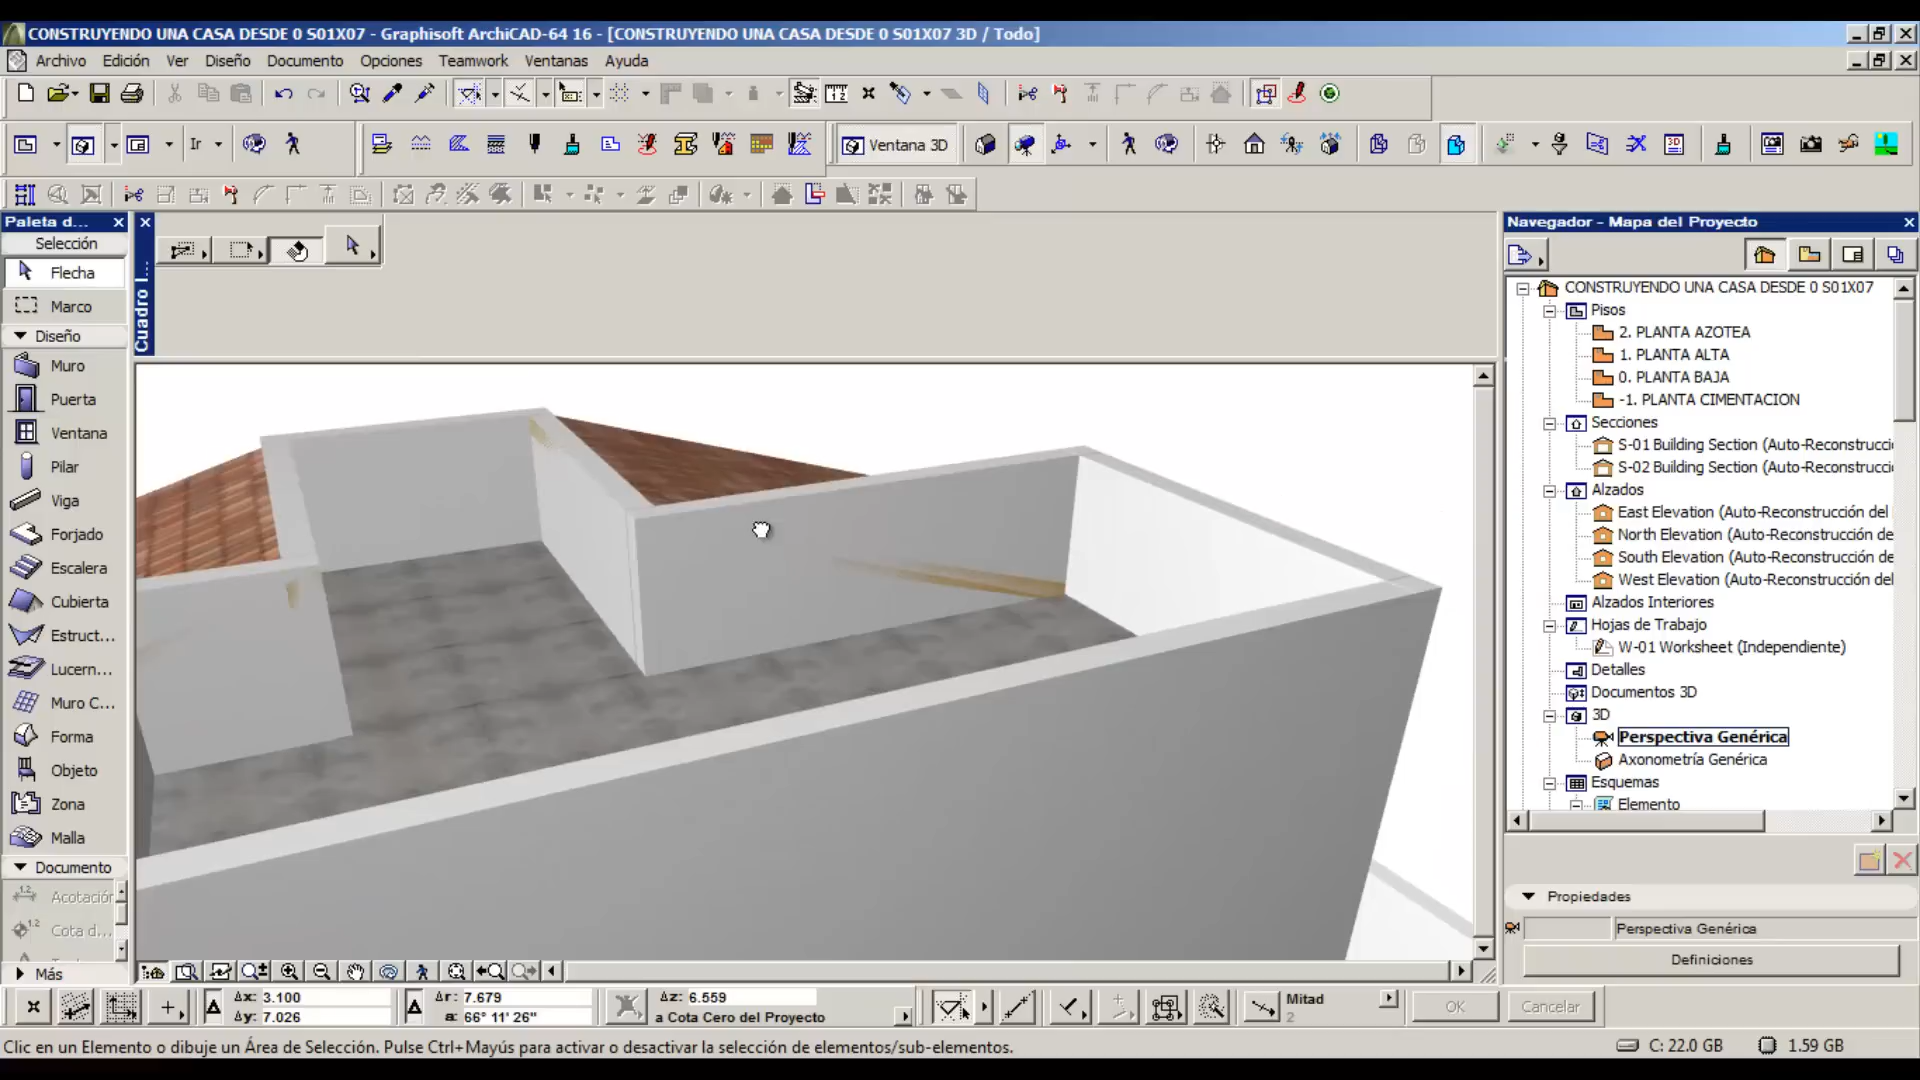 CONSTRUYENDO UNA CASA DESDE 0 S01X07 - Graphisoft ArchiCAD-64 16 - [CONSTRUYENDO UNA CASA DESDE 0 S01X07 3D / Todo]
Archivo Edición Ver Diseño Documento Opciones Teamwork Ventanas Ayuda
Ir
Ventana 3D
Paleta d...
Selección
Flecha
Marco
Diseño
Muro
Puerta
Ventana
Pilar
Viga
Forjado
Escalera
Cubierta
Estruct...
Lucern...
Muro C...
Forma
Objeto
Zona
Malla
Documento
Acotación
Cota d...
Más
Cuadro I...
Navegador - Mapa del Proyecto
CONSTRUYENDO UNA CASA DESDE 0 S01X07
Pisos
2. PLANTA AZOTEA
1. PLANTA ALTA
0. PLANTA BAJA
-1. PLANTA CIMENTACION
Secciones
S-01 Building Section (Auto-Reconstrucci
S-02 Building Section (Auto-Reconstrucci
Alzados
East Elevation (Auto-Reconstrucción del
North Elevation (Auto-Reconstrucción de
South Elevation (Auto-Reconstrucción de
West Elevation (Auto-Reconstrucción del
Alzados Interiores
Hojas de Trabajo
W-01 Worksheet (Independiente)
Detalles
Documentos 3D
3D
Perspectiva Genérica
Axonometría Genérica
Esquemas
Elemento
Propiedades
Perspectiva Genérica
Definiciones
Δx: 3.100
Δy: 7.026
Δr: 7.679
a: 66° 11' 26"
Δz: 6.559
a Cota Cero del Proyecto
Mitad
2
OK
Cancelar
Clic en un Elemento o dibuje un Área de Selección. Pulse Ctrl+Mayús para activar o desactivar la selección de elementos/sub-elementos.
C: 22.0 GB
1.59 GB